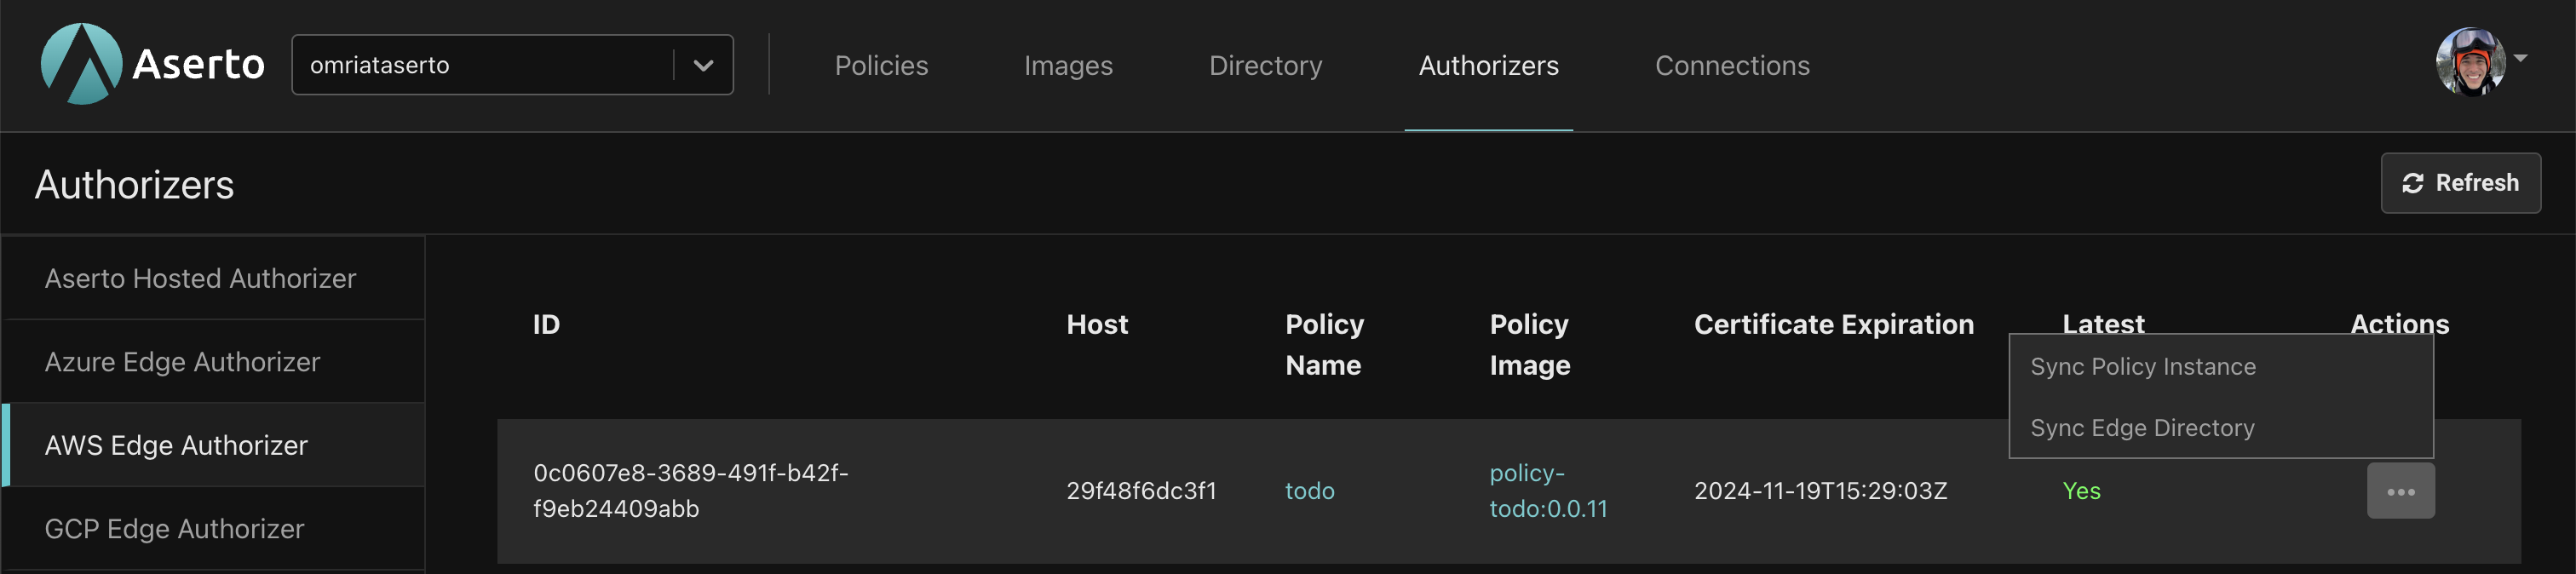 Aserto
omriataserto
Policies
Images
Directory
Authorizers
Connections
Authorizers
Refresh
Aserto Hosted Authorizer
Azure Edge Authorizer
AWS Edge Authorizer
GCP Edge Authorizer
ID
Host
Policy
Name
Policy
Image
Certificate Expiration
Latest
Actions
Sync Policy Instance
Sync Edge Directory
0c0607e8-3689-491f-b42f-
f9eb24409abb
29f48f6dc3f1
todo
policy-
todo:0.0.11
2024-11-19T15:29:03Z
Yes